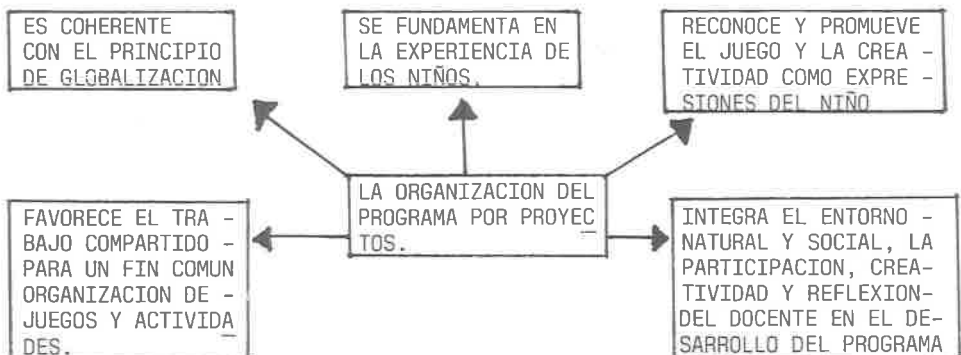 ES COHERENTE
CON EL PRINCIPIO
DE GLOBALIZACION
SE FUNDAMENTA EN
LA EXPERIENCIA DE
LOS NIÑOS.
RECONOCE Y PROMUEVE
EL JUEGO Y LA CREA -
TIVIDAD COMO EXPRE -
SIONES DEL NIÑO
LA ORGANIZACION DEL
PROGRAMA POR PROYEC
TOS.
FAVORECE EL TRA -
BAJO COMPARTIDO -
PARA UN FIN COMUN
ORGANIZACION DE -
JUEGOS Y ACTIVIDA
DES.
INTEGRA EL ENTORNO -
NATURAL Y SOCIAL, LA
PARTICIPACION, CREA-
TIVIDAD Y REFLEXION-
DEL DOCENTE EN EL DE-
SARROLLO DEL PROGRAMA